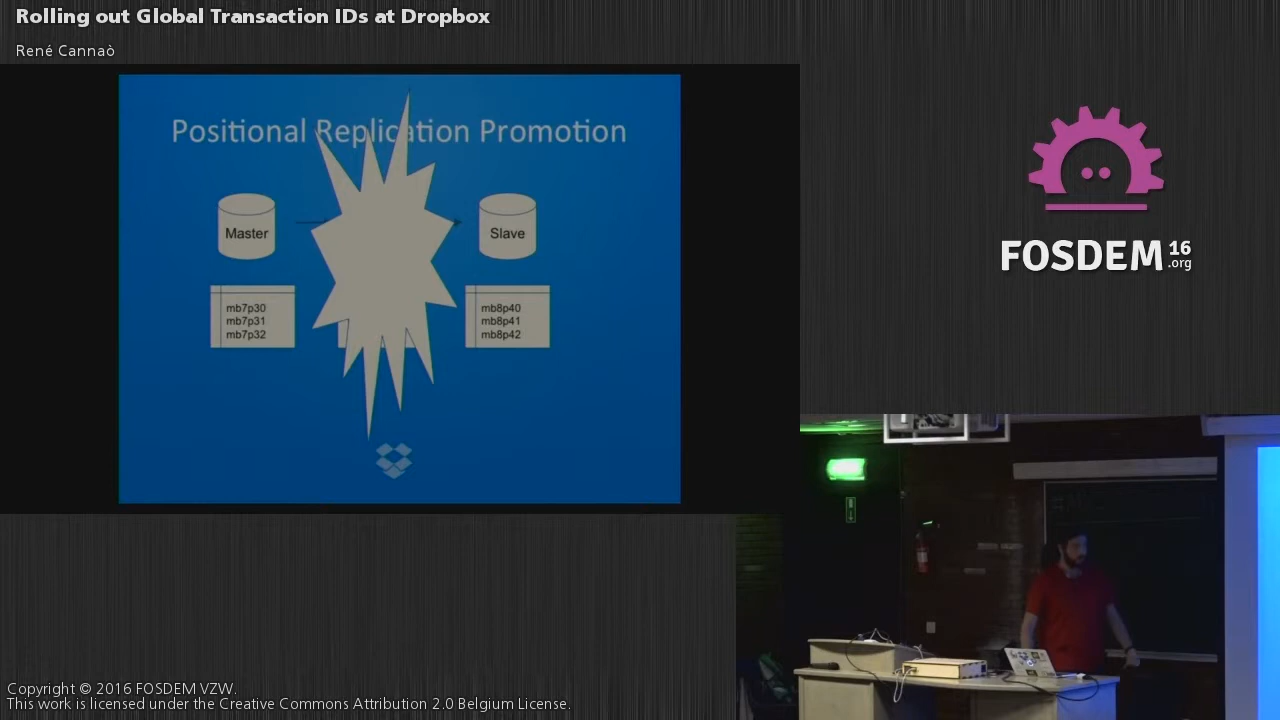 Rolling out Global Transaction IDs at Dropbox
René Cannaò
Positional Replication Promotion
Master
Slave
mb7p30
mb7p31
mb7p32
mb8p40
mb8p41
mb8p42
FOSDEM 16
.org
Copyright © 2016 FOSDEM VZW.
This work is licensed under the Creative Commons Attribution 2.0 Belgium License.